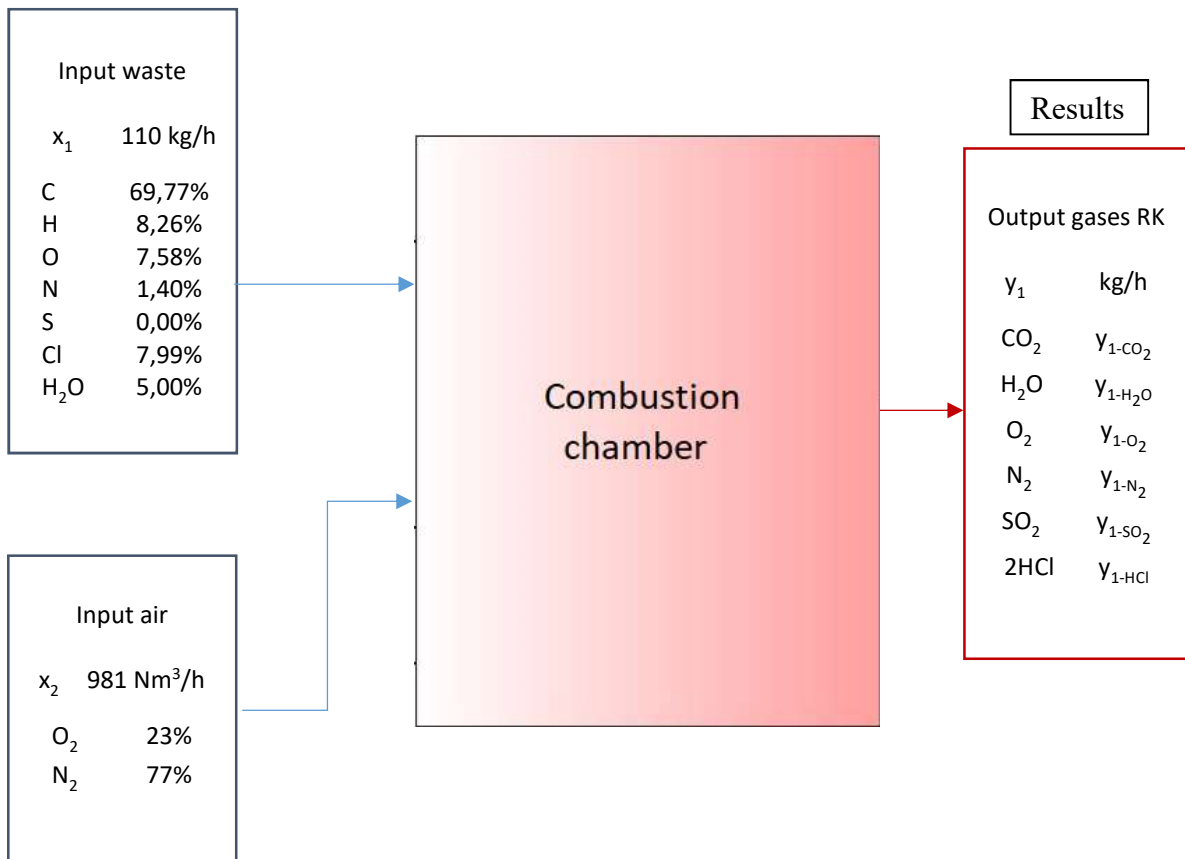 Input waste
x₁ 110 kg/h
C 69,77%
H 8,26%
O 7,58%
N 1,40%
S 0,00%
Cl 7,99%
H₂O 5,00%
Input air
x₂ 981 Nm³/h
O₂ 23%
N₂ 77%
Combustion
chamber
Results
Output gases RK
y₁ kg/h
CO₂ y₁₋CO₂
H₂O y₁₋H₂O
O₂ y₁₋O₂
N₂ y₁₋N₂
SO₂ y₁₋SO₂
2HCl y₁₋HCl